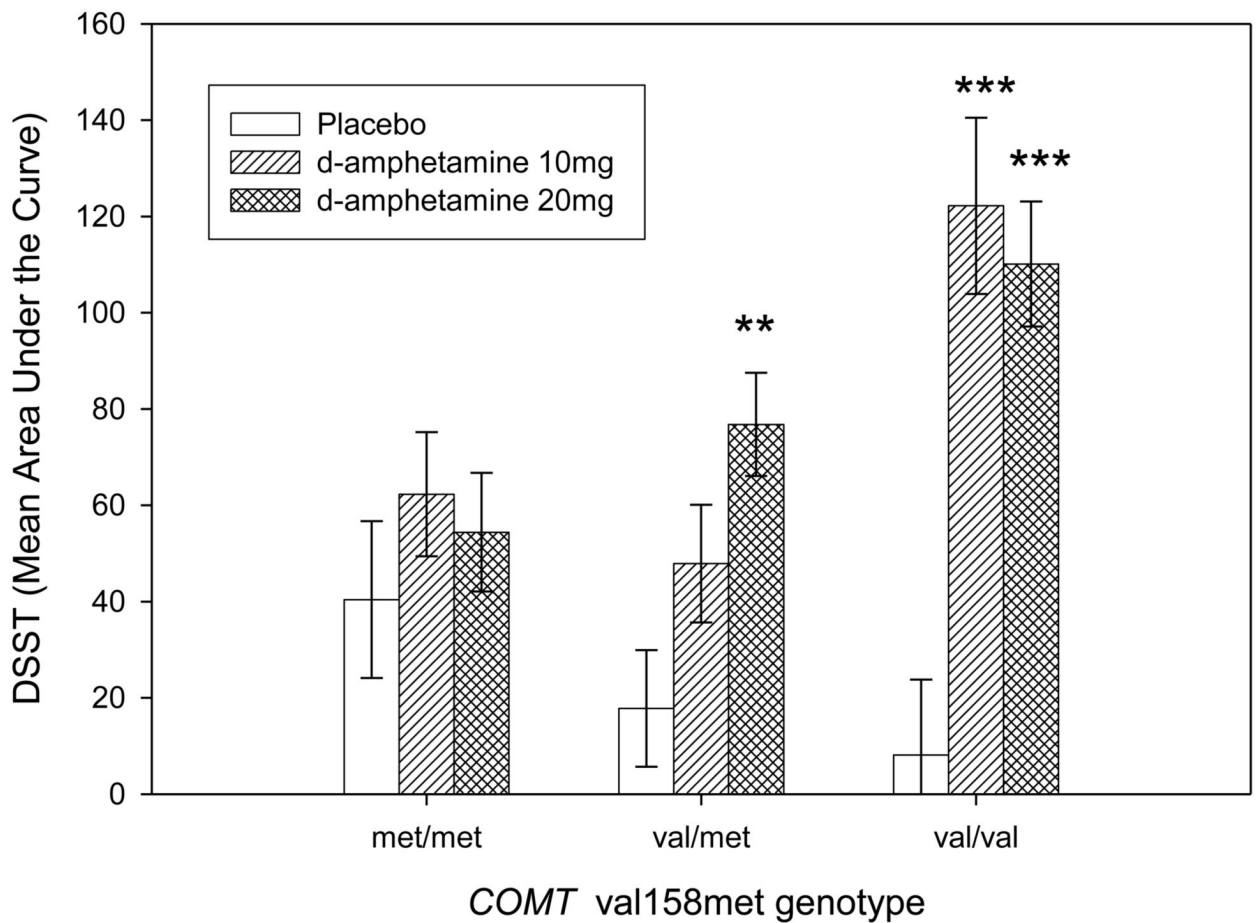 160
140
120
100
80
60
40
20
0
DSST (Mean Area Under the Curve)
Placebo
d-amphetamine 10mg
d-amphetamine 20mg
**
***
***
met/met
val/met
val/val
COMT val158met genotype